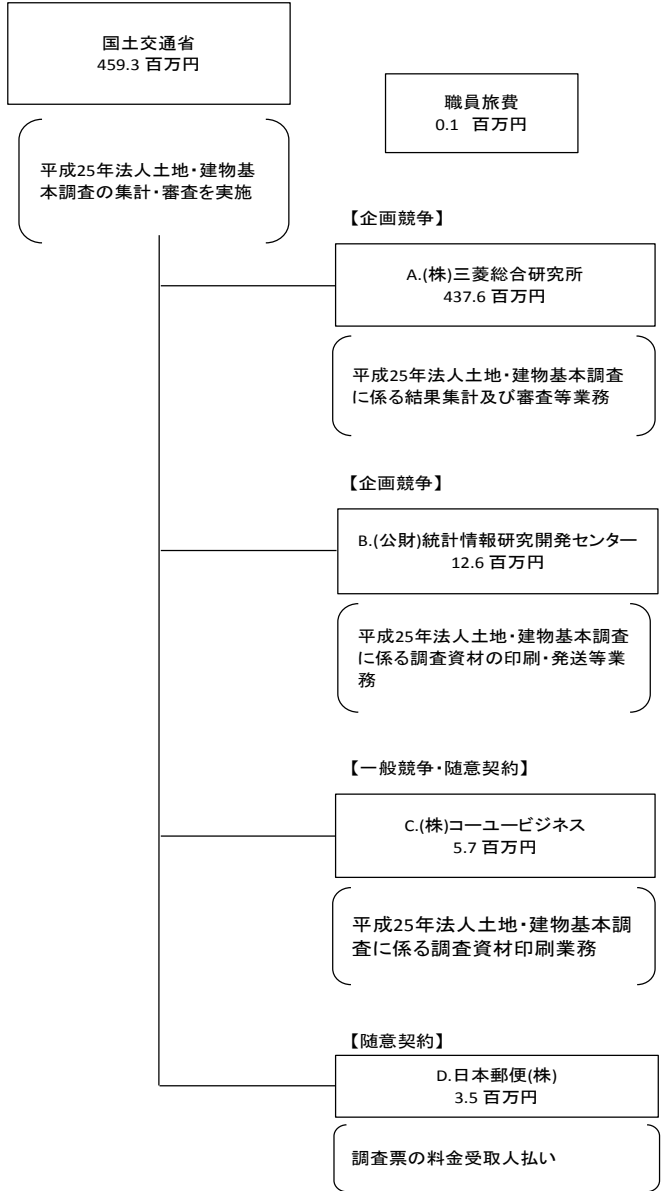 国土交通省
459.3 百万円
職員旅費
0.1 百万円
平成25年法人土地・建物基
本調査の集計・審査を実施
【企画競争】
A.(株)三菱総合研究所
437.6 百万円
平成25年法人土地・建物基本調査
に係る結果集計及び審査等業務
【企画競争】
B.(公財)統計情報研究開発センター
12.6 百万円
平成25年法人土地・建物基本調査
に係る調査資材の印刷・発送等業
務
【一般競争・随意契約】
C.(株)コーユービジネス
5.7 百万円
平成25年法人土地・建物基本調
査に係る調査資材印刷業務
【随意契約】
D.日本郵便(株)
3.5 百万円
調査票の料金受取人払い